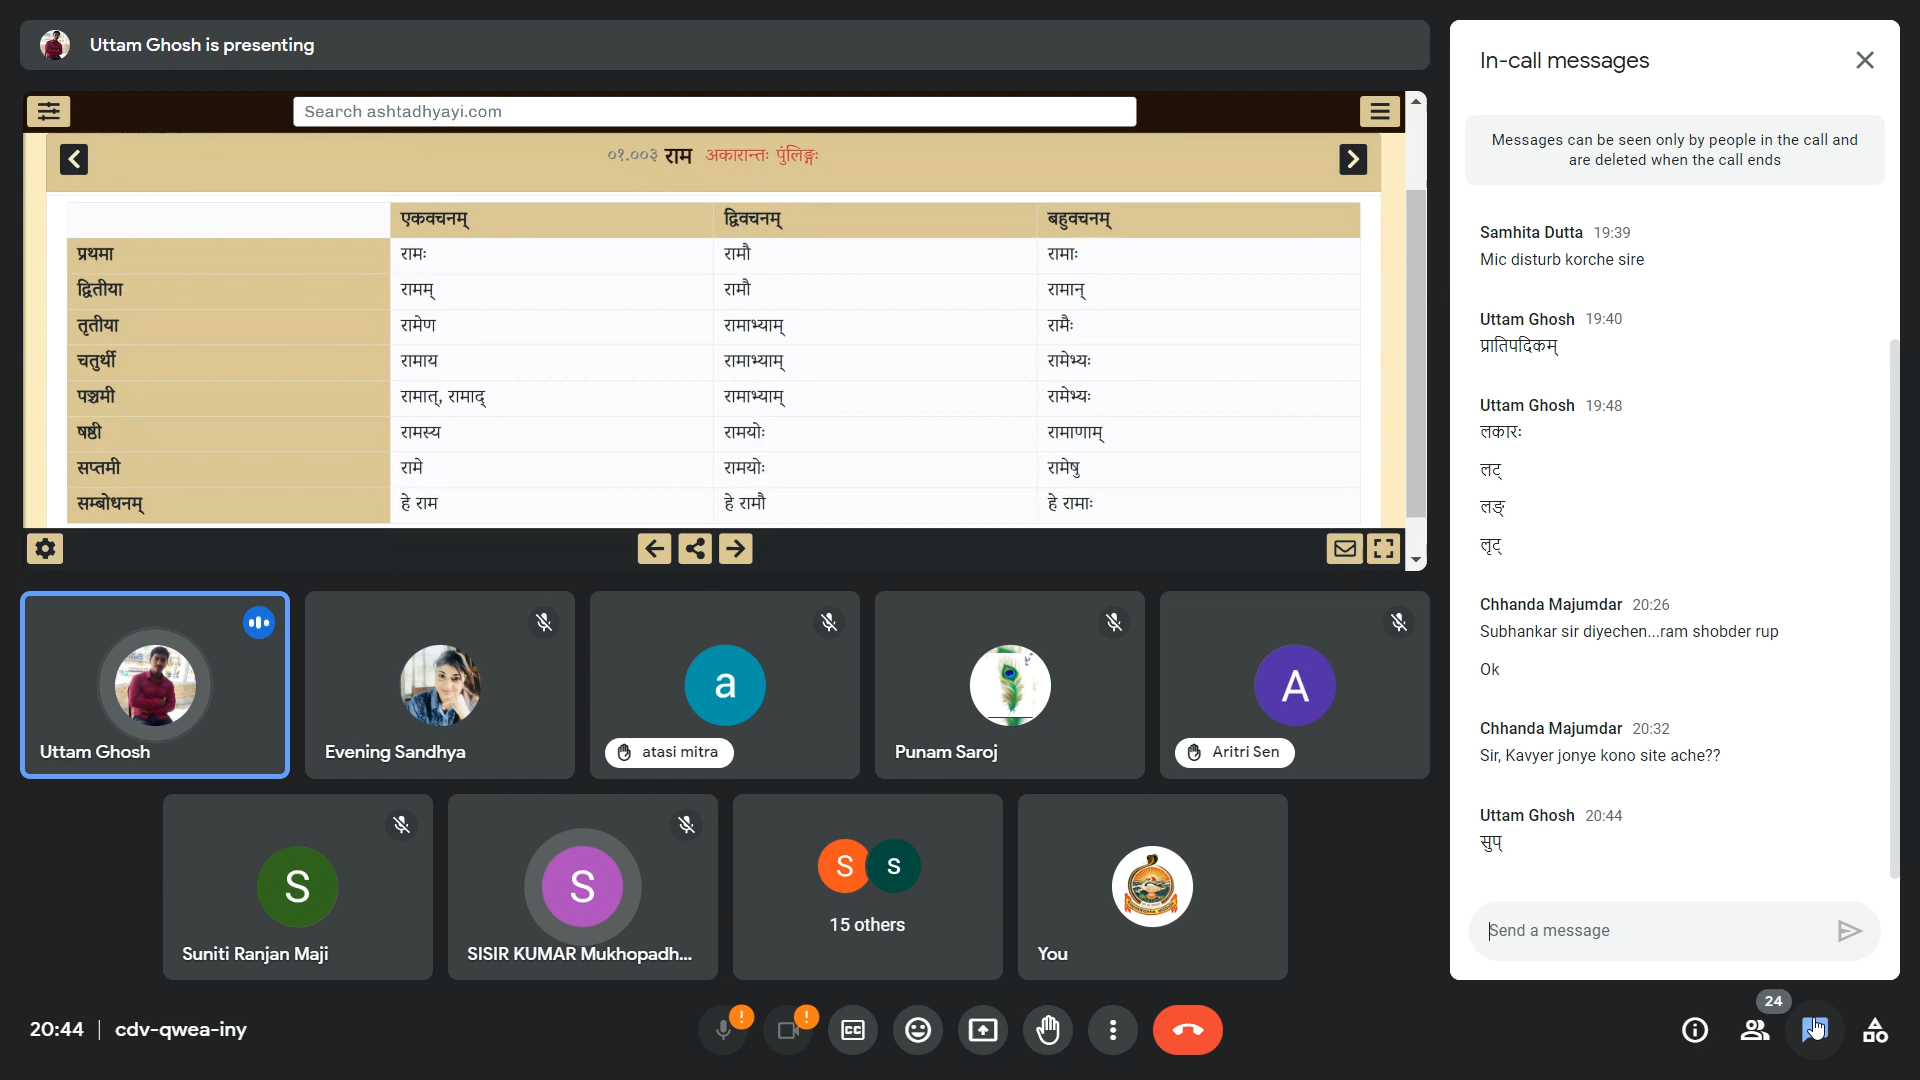 Uttam Ghosh is presenting
Search ashtadhyayi.com
०१.००३ राम अकारान्तः पुंलिङ्गः
एकवचनम् द्विवचनम् बहुवचनम्
प्रथमा रामः रामौ रामाः
द्वितीया रामम् रामौ रामान्
तृतीया रामेण रामाभ्याम् रामैः
चतुर्थी रामाय रामाभ्याम् रामेभ्यः
पञ्चमी रामात्, रामाद् रामाभ्याम् रामेभ्यः
षष्ठी रामस्य रामयोः रामाणाम्
सप्तमी रामे रामयोः रामेषु
सम्बोधनम् हे राम हे रामौ हे रामाः
Uttam Ghosh
Evening Sandhya
a
atasi mitra
Punam Saroj
A
Aritri Sen
S
Suniti Ranjan Maji
S
SISIR KUMAR Mukhopadh...
S s
15 others
You
20:44 | cdv-qwea-iny
In-call messages
Messages can be seen only by people in the call and
are deleted when the call ends
Samhita Dutta 19:39
Mic disturb korche sire
Uttam Ghosh 19:40
प्रातिपदिकम्
Uttam Ghosh 19:48
लकारः
लट्
लङ्
लृट्
Chhanda Majumdar 20:26
Subhankar sir diyechen...ram shobder rup
Ok
Chhanda Majumdar 20:32
Sir, Kavyer jonye kono site ache??
Uttam Ghosh 20:44
सुप्
Send a message
24